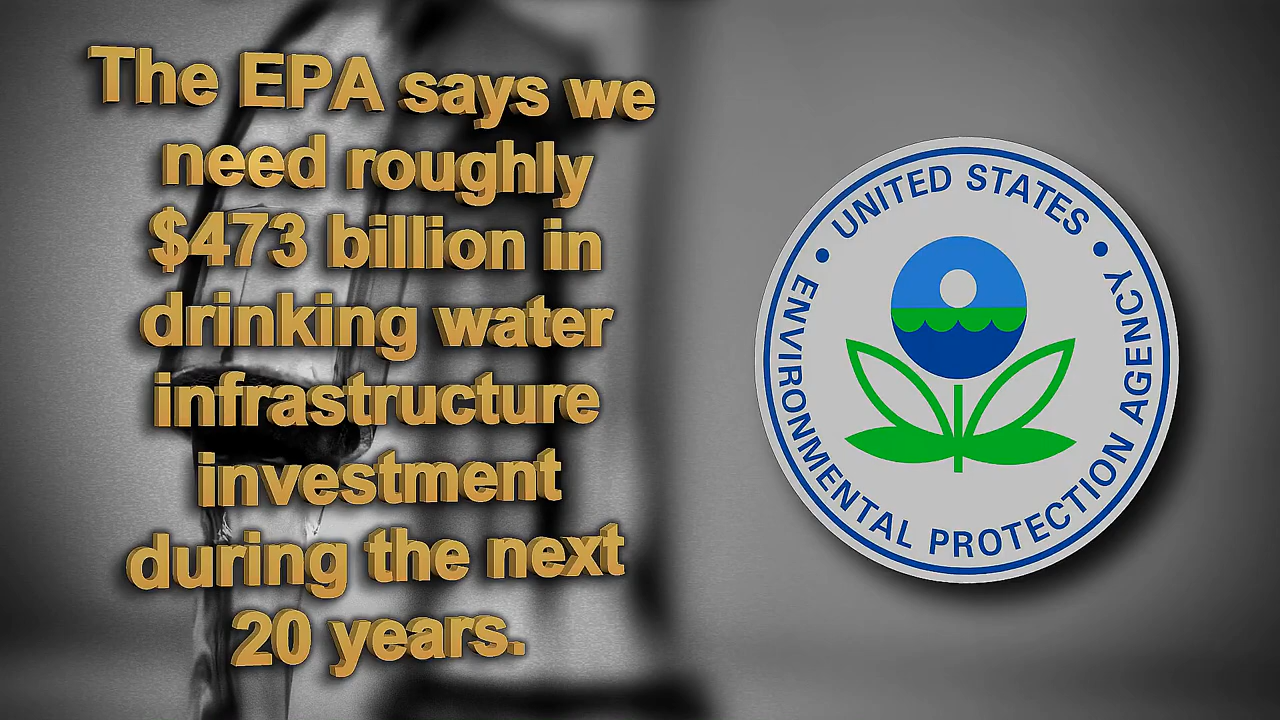 The EPA says we
need roughly
$473 billion in
drinking water
infrastructure
investment
during the next
20 years.
UNITED STATES
ENVIRONMENTAL PROTECTION AGENCY